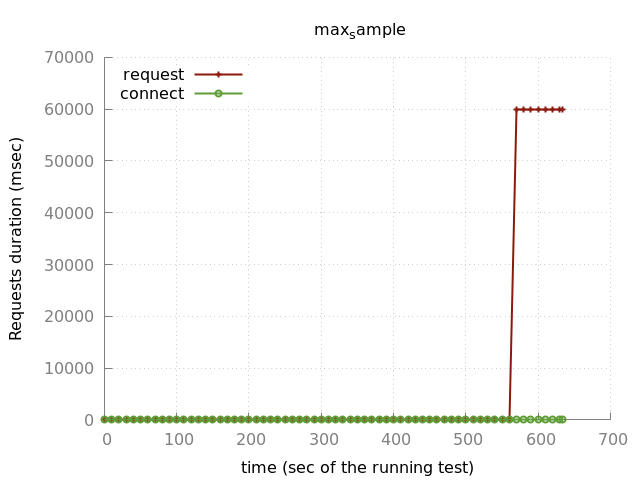 max_sample
70000
60000
50000
40000
30000
20000
10000
0
request
connect
Requests duration (msec)
0 100 200 300 400 500 600 700
time (sec of the running test)